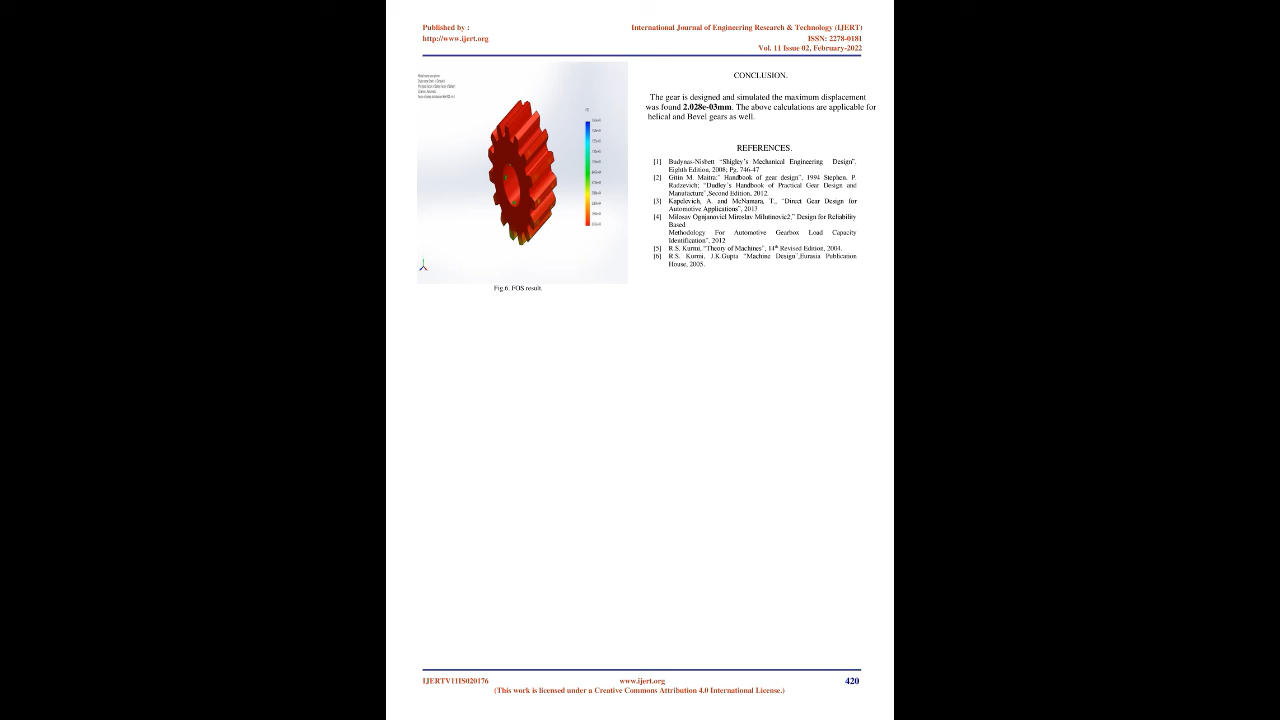 Published by :
http://www.ijert.org
International Journal of Engineering Research & Technology (IJERT)
ISSN: 2278-0181
Vol. 11 Issue 02, February-2022
Fig.6. FOS result.
CONCLUSION.
The gear is designed and simulated the maximum displacement
was found 2.028e-03mm. The above calculations are applicable for
helical and Bevel gears as well.
REFERENCES.
[1] Budynas-Nisbett "Shigley's Mechanical Engineering Design",
Eighth Edition, 2008; Pg. 746-47
[2] Gitin M. Maitra:" Handbook of gear design", 1994 Stephen. P.
Radzevich; "Dudley's Handbook of Practical Gear Design and
Manufacture",Second Edition, 2012.
[3] Kapelevich, A. and McNamara, T., "Direct Gear Design for
Automotive Applications", 2013
[4] Milosav Ognjanovic1 Miroslav Milutinovic2," Design for Reliability
Based
Methodology For Automotive Gearbox Load Capacity
Identification", 2012
[5] R.S. Kurmi, "Theory of Machines", 14th Revised Edition, 2004.
[6] R.S. Kurmi, J.K.Gupta "Machine Design",Eurasia Publication
House, 2005.
IJERTV11IS020176
www.ijert.org
420
(This work is licensed under a Creative Commons Attribution 4.0 International License.)